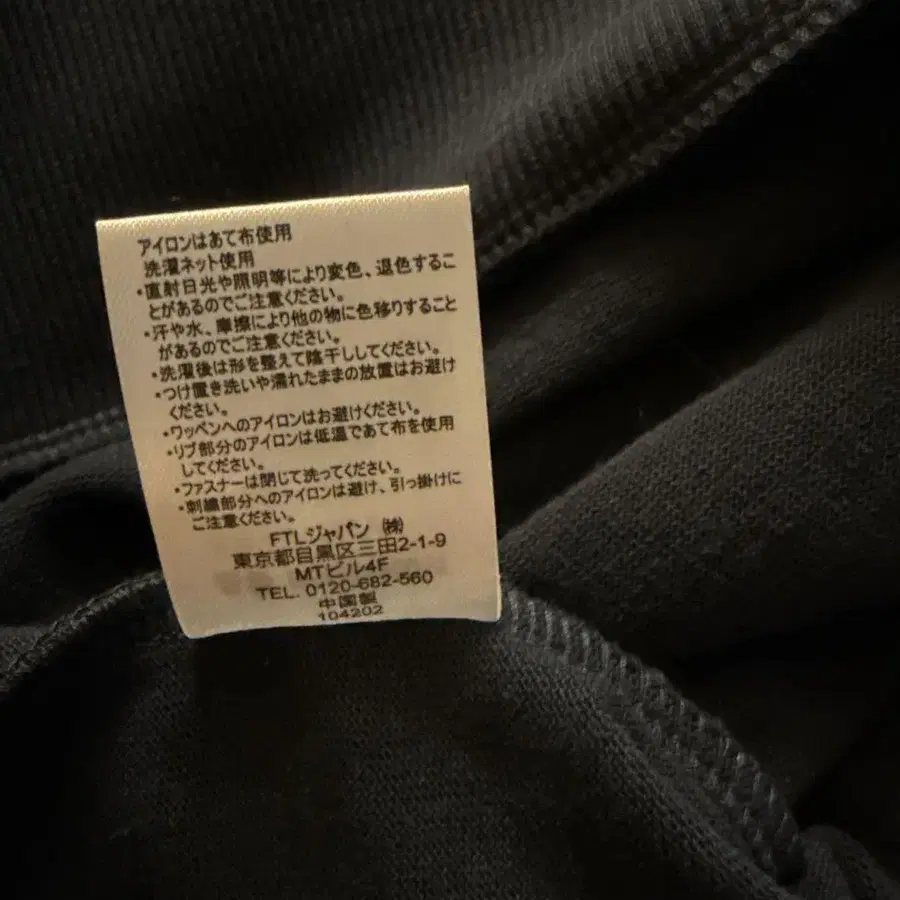 アイロンはあて布使用
洗濯ネット使用
・直射日光や照明等により変色、退色するこ
とがあるのでご注意ください。
・汗や水、摩擦により他の物に色移りすること
があるのでご注意ください。
・洗濯後は形を整えて陰干ししてください。
・つけ置き洗いや濡れたままの放置はお避け
ください。
・ワッペンへのアイロンはお避けください。
・リブ部分のアイロンは低温であて布を使用
してください。
・ファスナーは閉じて洗ってください。
・刺繍部分へのアイロンは避け、引っ掛けに
ご注意ください。
FTLジャパン ㈱
東京都目黒区三田2-1-9
MTビル4F
TEL. 0120-682-560
中国製
104202